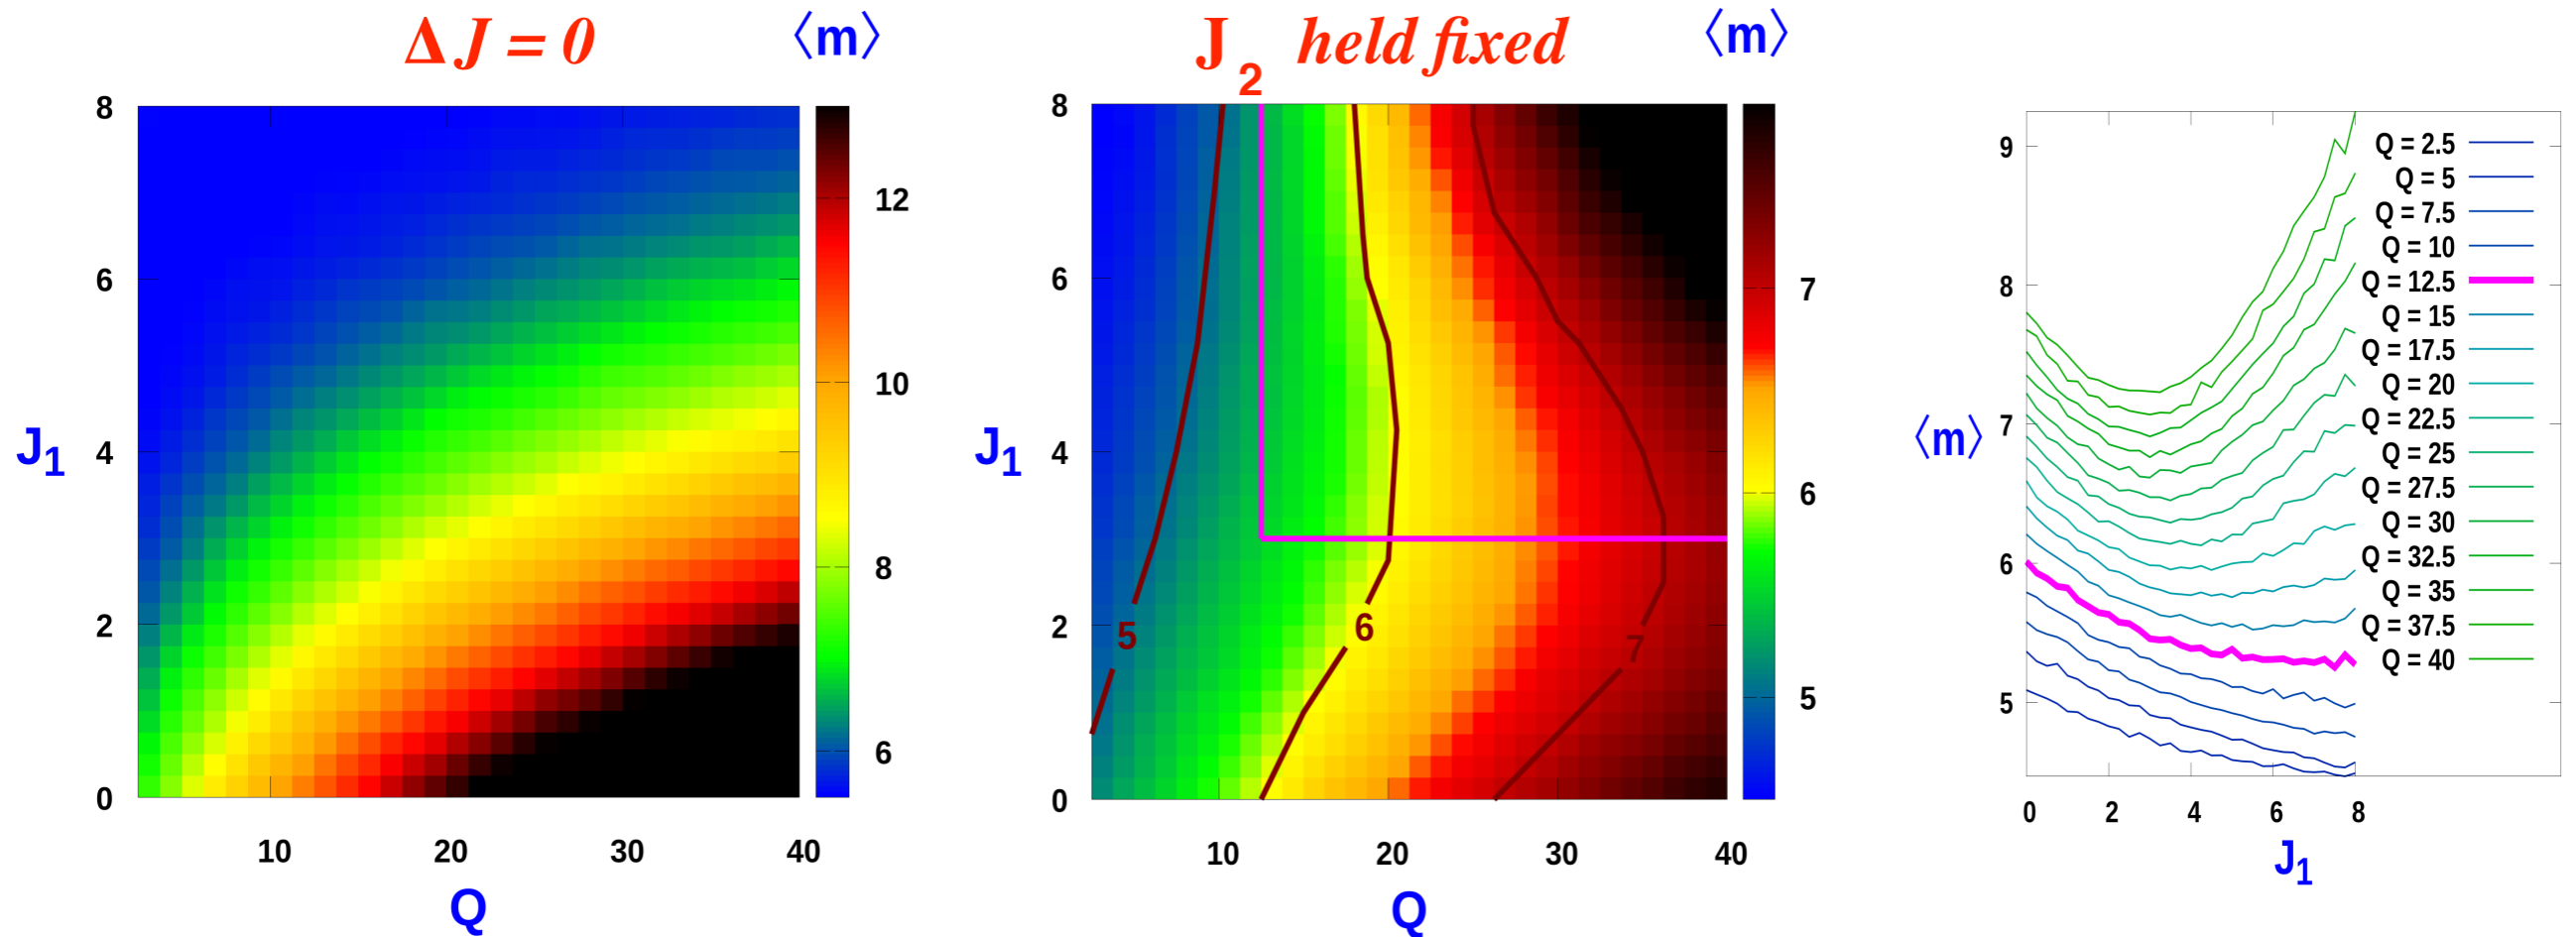 Δ J = 0
⟨m⟩
8
6
4
2
0
J1
10
20
30
40
Q
12
10
8
6
J 2 held fixed
⟨m⟩
8
6
4
2
0
J1
5
6
7
10
20
30
40
Q
7
6
5
9
8
7
6
5
⟨m⟩
0
2
4
6
8
J1
Q = 2.5
Q = 5
Q = 7.5
Q = 10
Q = 12.5
Q = 15
Q = 17.5
Q = 20
Q = 22.5
Q = 25
Q = 27.5
Q = 30
Q = 32.5
Q = 35
Q = 37.5
Q = 40